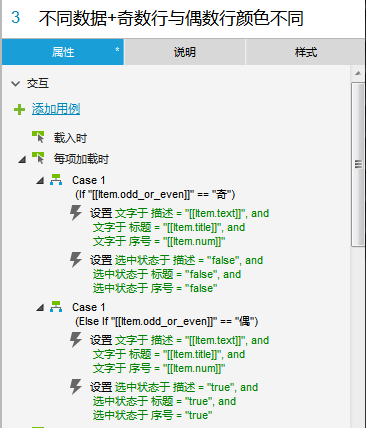 3 不同数据+奇数行与偶数行颜色不同
属性 * 说明 样式
交互
添加用例
载入时
每项加载时
Case 1
(If "[[Item.odd_or_even]]" == "奇")
设置 文字于 描述 = "[[Item.text]]", and
文字于 标题 = "[[Item.title]]", and
文字于 序号 = "[[Item.num]]"
设置 选中状态于 描述 = "false", and
选中状态于 标题 = "false", and
选中状态于 序号 = "false"
Case 1
(Else If "[[Item.odd_or_even]]" == "偶")
设置 文字于 描述 = "[[Item.text]]", and
文字于 标题 = "[[Item.title]]", and
文字于 序号 = "[[Item.num]]"
设置 选中状态于 描述 = "true", and
选中状态于 标题 = "true", and
选中状态于 序号 = "true"